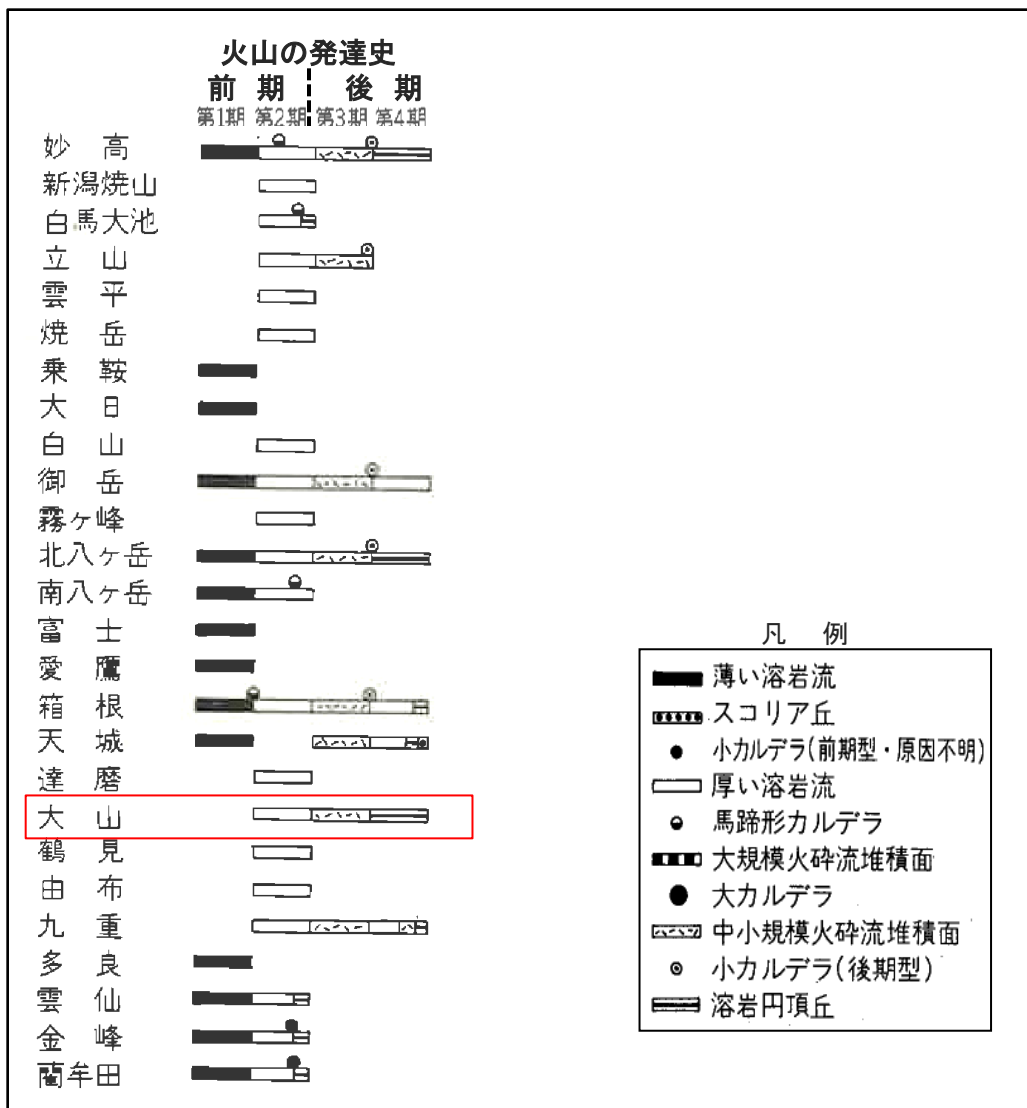 火山の発達史
前 期 後 期
第1期 第2期 第3期 第4期
妙 高
新潟焼山
白馬大池
立 山
雲 平
焼 岳
乗 鞍
大 日
白 山
御 岳
霧ヶ峰
北八ヶ岳
南八ヶ岳
富 士
愛 鷹
箱 根
天 城
達 磨
大 山
鶴 見
由 布
九 重
多 良
雲 仙
金 峰
藺牟田
凡 例
薄い溶岩流
スコリア丘
小カルデラ(前期型・原因不明)
厚い溶岩流
馬蹄形カルデラ
大規模火砕流堆積面
大カルデラ
中小規模火砕流堆積面
小カルデラ(後期型)
溶岩円頂丘